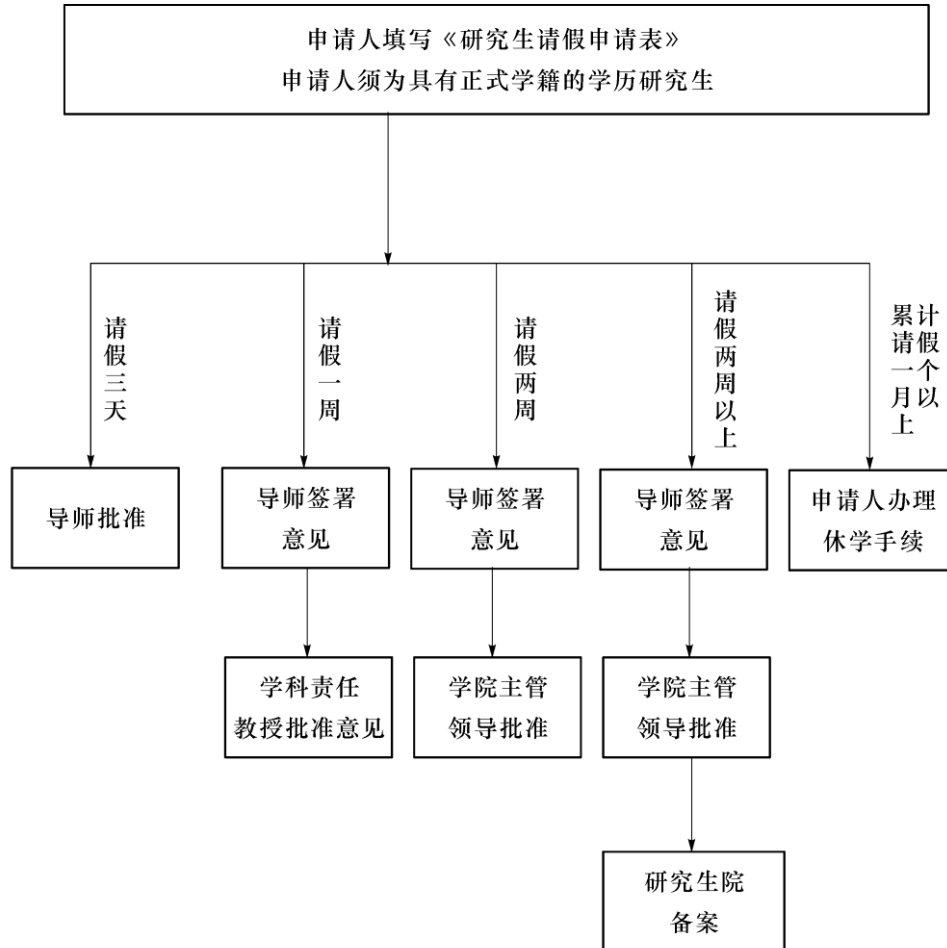 申请人填写《研究生请假申请表》
申请人须为具有正式学籍的学历研究生
请假三天
请假一周
请假两周
请假两周以上
累计请假一个月以上
导师批准
导师签署
意见
导师签署
意见
导师签署
意见
申请人办理
休学手续
学科责任
教授批准意见
学院主管
领导批准
学院主管
领导批准
研究生院
备案